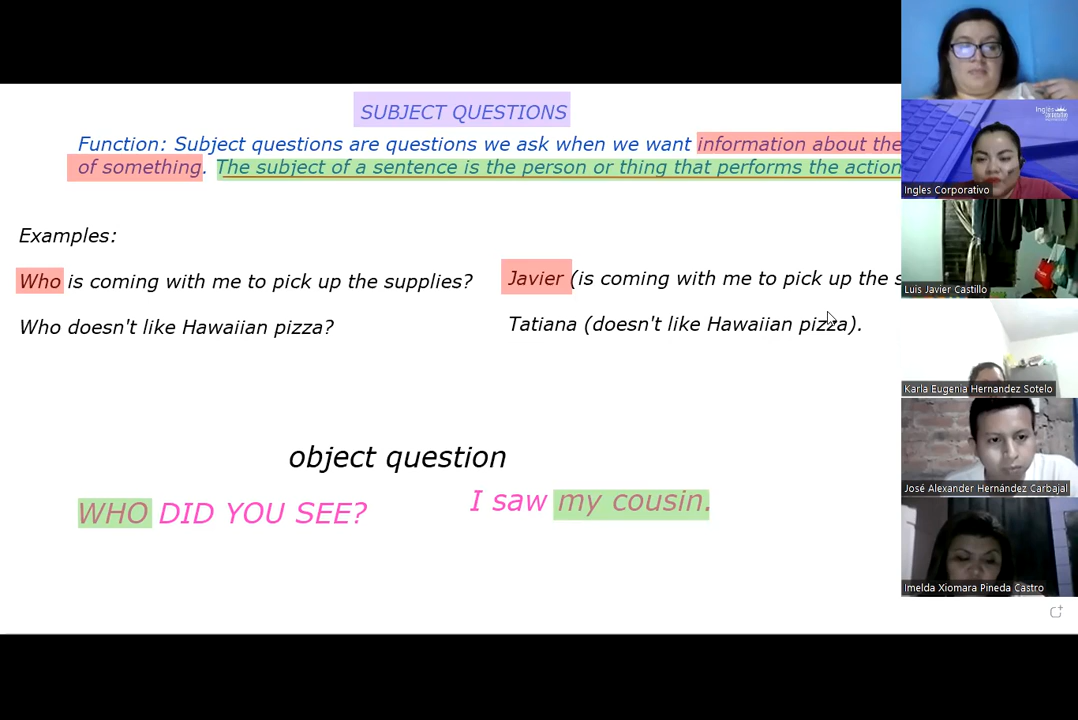 SUBJECT QUESTIONS
Function: Subject questions are questions we ask when we want information about the
of something. The subject of a sentence is the person or thing that performs the action
Examples:
Who is coming with me to pick up the supplies?
Javier (is coming with me to pick up the s
Who doesn't like Hawaiian pizza?
Tatiana (doesn't like Hawaiian pizza).
object question
WHO DID YOU SEE?
I saw my cousin.
Ingles Corporativo
Luis Javier Castillo
Karla Eugenia Hernandez Sotelo
José Alexander Hernández Carbajal
Imelda Xiomara Pineda Castro